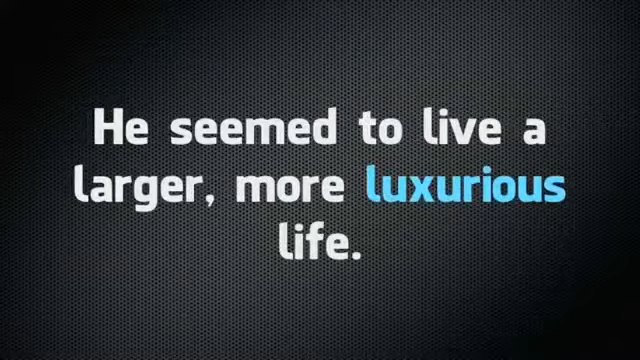 He seemed to live a
larger, more luxurious
life.